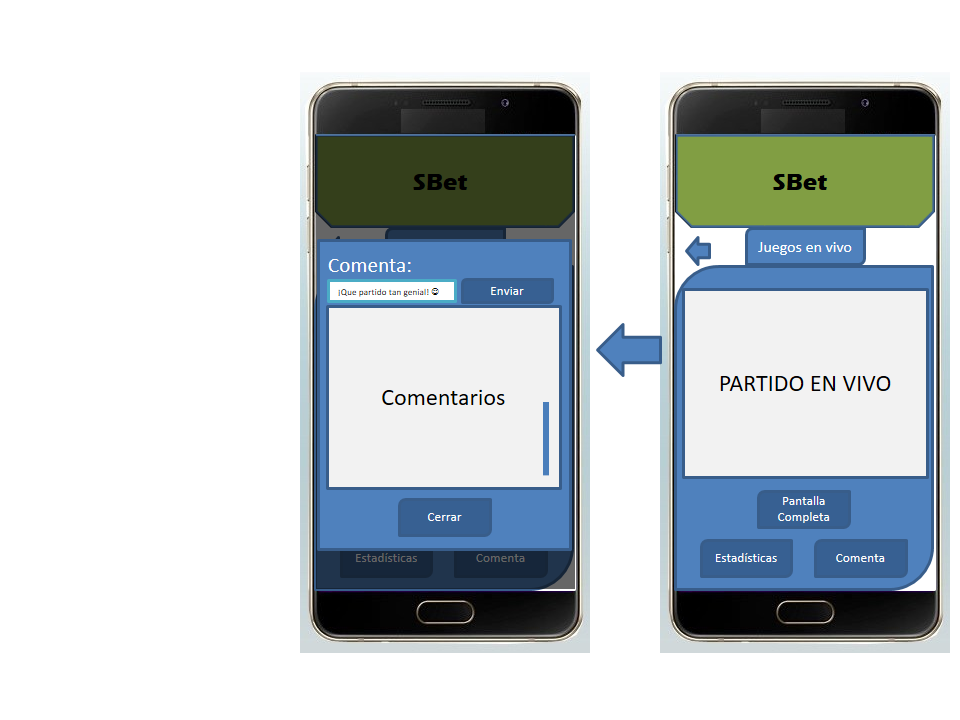 SBet
Comenta:
¡Que partido tan genial! ☺
Enviar
Comentarios
Cerrar
Estadísticas
Comenta
SBet
Juegos en vivo
PARTIDO EN VIVO
Pantalla
Completa
Estadísticas
Comenta